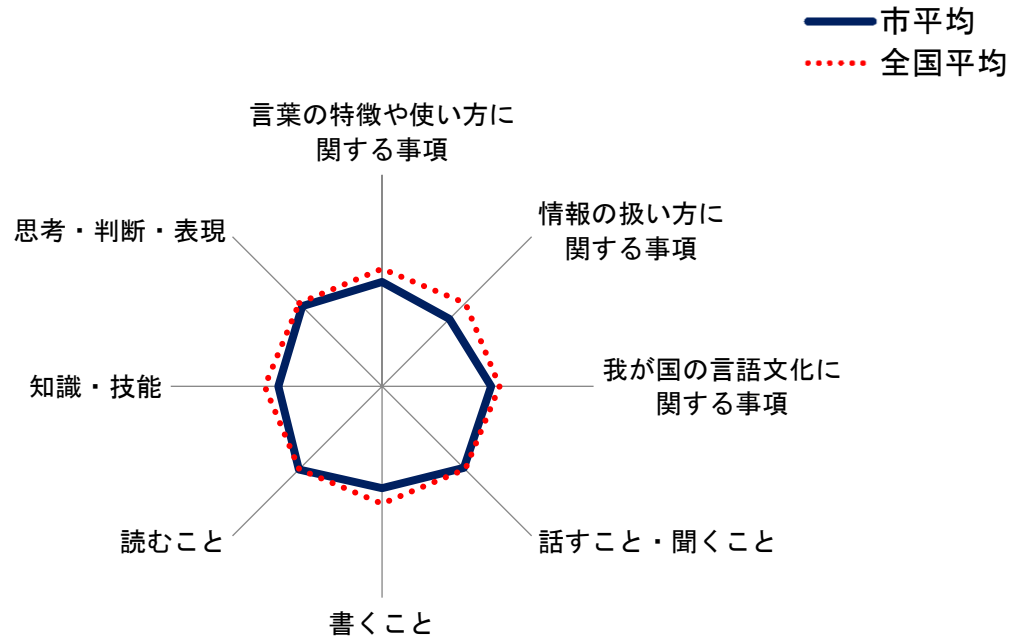 市平均
全国平均
言葉の特徴や使い方に
関する事項
情報の扱い方に
関する事項
我が国の言語文化に
関する事項
話すこと・聞くこと
書くこと
読むこと
知識・技能
思考・判断・表現